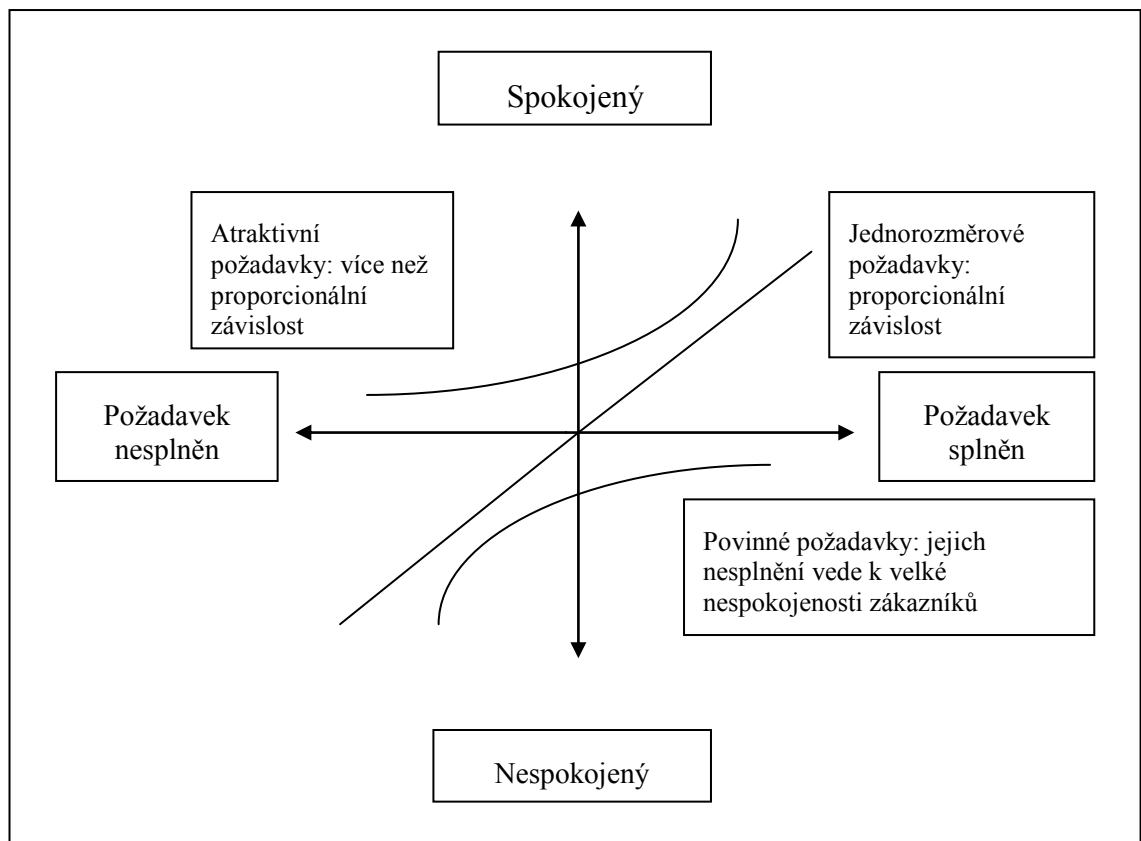 Spokojený
Atraktivní
požadavky: více než
proporcionální
závislost
Jednorozměrové
požadavky:
proporcionální
závislost
Požadavek
nesplněn
Požadavek
splněn
Povinné požadavky: jejich
nesplnění vede k velké
nespokojenosti zákazníků
Nespokojený